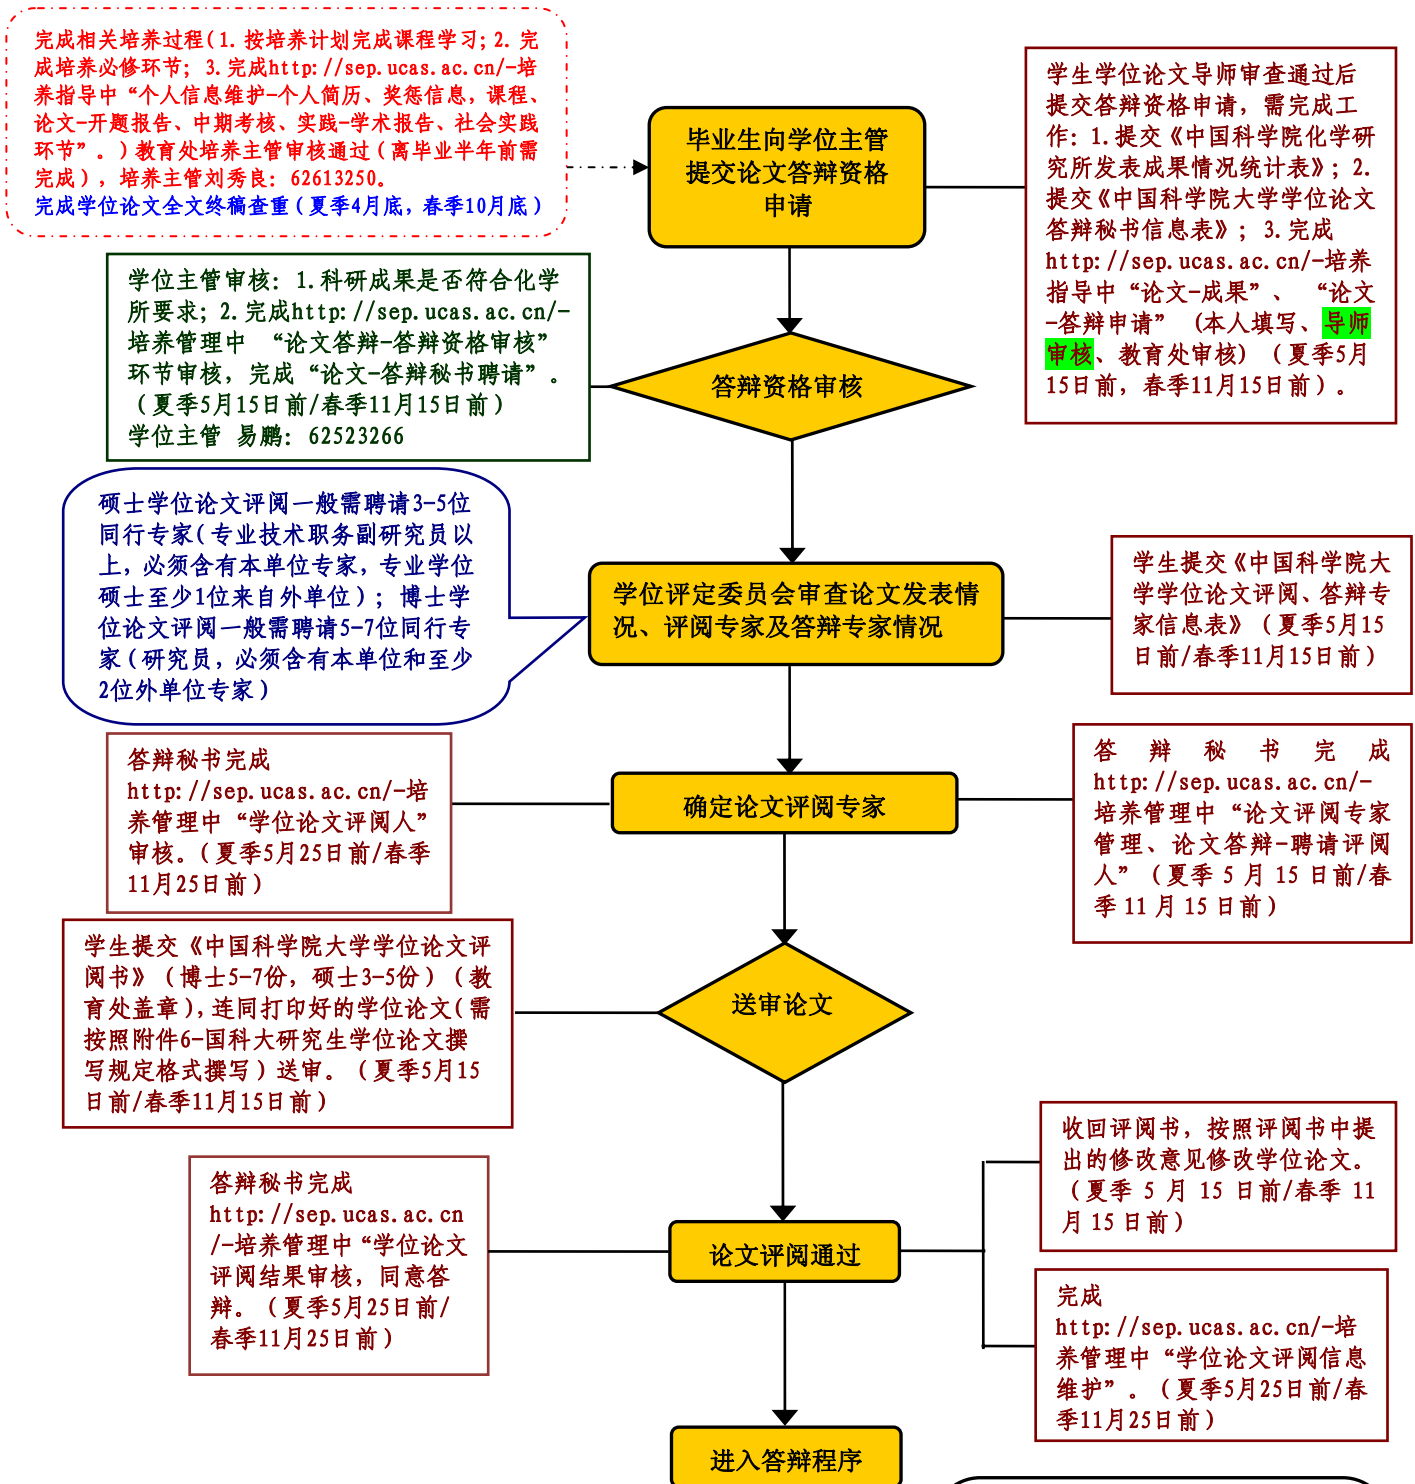 完成相关培养过程(1.按培养计划完成课程学习;2.完
成培养必修环节;3.完成http://sep.ucas.ac.cn/-培
养指导中“个人信息维护-个人简历、奖惩信息,课程、
论文-开题报告、中期考核、实践-学术报告、社会实践
环节”。)教育处培养主管审核通过(离毕业半年前需
完成),培养主管刘秀良:62613250。
完成学位论文全文终稿查重(夏季4月底,春季10月底)
毕业生向学位主管
提交论文答辩资格
申请
学生学位论文导师审查通过后
提交答辩资格申请,需完成工
作:1.提交《中国科学院化学研
究所发表成果情况统计表》;2.
提交《中国科学院大学学位论文
答辩秘书信息表》;3.完成
http://sep.ucas.ac.cn/-培养
指导中“论文-成果”、“论文
-答辩申请”(本人填写、导师
审核、教育处审核)(夏季5月
15日前,春季11月15日前)。
学位主管审核:1.科研成果是否符合化学
所要求;2.完成http://sep.ucas.ac.cn/-
培养管理中 “论文答辩-答辩资格审核”
环节审核,完成“论文-答辩秘书聘请”。
(夏季5月15日前/春季11月15日前)
学位主管 易鹏:62523266
答辩资格审核
硕士学位论文评阅一般需聘请3-5位
同行专家(专业技术职务副研究员以
上,必须含有本单位专家,专业学位
硕士至少1位来自外单位);博士学
位论文评阅一般需聘请5-7位同行专
家(研究员,必须含有本单位和至少
2位外单位专家)
学位评定委员会审查论文发表情
况、评阅专家及答辩专家情况
学生提交《中国科学院大
学学位论文评阅、答辩专
家信息表》(夏季5月15
日前/春季11月15日前)
答辩秘书完成
http://sep.ucas.ac.cn/-培
养管理中“学位论文评阅人”
审核。(夏季5月25日前/春季
11月25日前)
确定论文评阅专家
答辩秘书完成
http://sep.ucas.ac.cn/-
培养管理中“论文评阅专家
管理、论文答辩-聘请评阅
人”(夏季 5 月 15 日前/春
季 11 月 15 日前)
学生提交《中国科学院大学学位论文评
阅书》(博士5-7份,硕士3-5份)(教
育处盖章),连同打印好的学位论文(需
按照附件6-国科大研究生学位论文撰
写规定格式撰写)送审。(夏季5月15
日前/春季11月15日前)
送审论文
收回评阅书,按照评阅书中提
出的修改意见修改学位论文。
(夏季 5 月 15 日前/春季 11
月 15 日前)
答辩秘书完成
http://sep.ucas.ac.cn
/-培养管理中“学位论文
评阅结果审核,同意答
辩。(夏季5月25日前/
春季11月25日前)
论文评阅通过
完成
http://sep.ucas.ac.cn/-培
养管理中“学位论文评阅信息
维护”。(夏季5月25日前/春
季11月25日前)
进入答辩程序